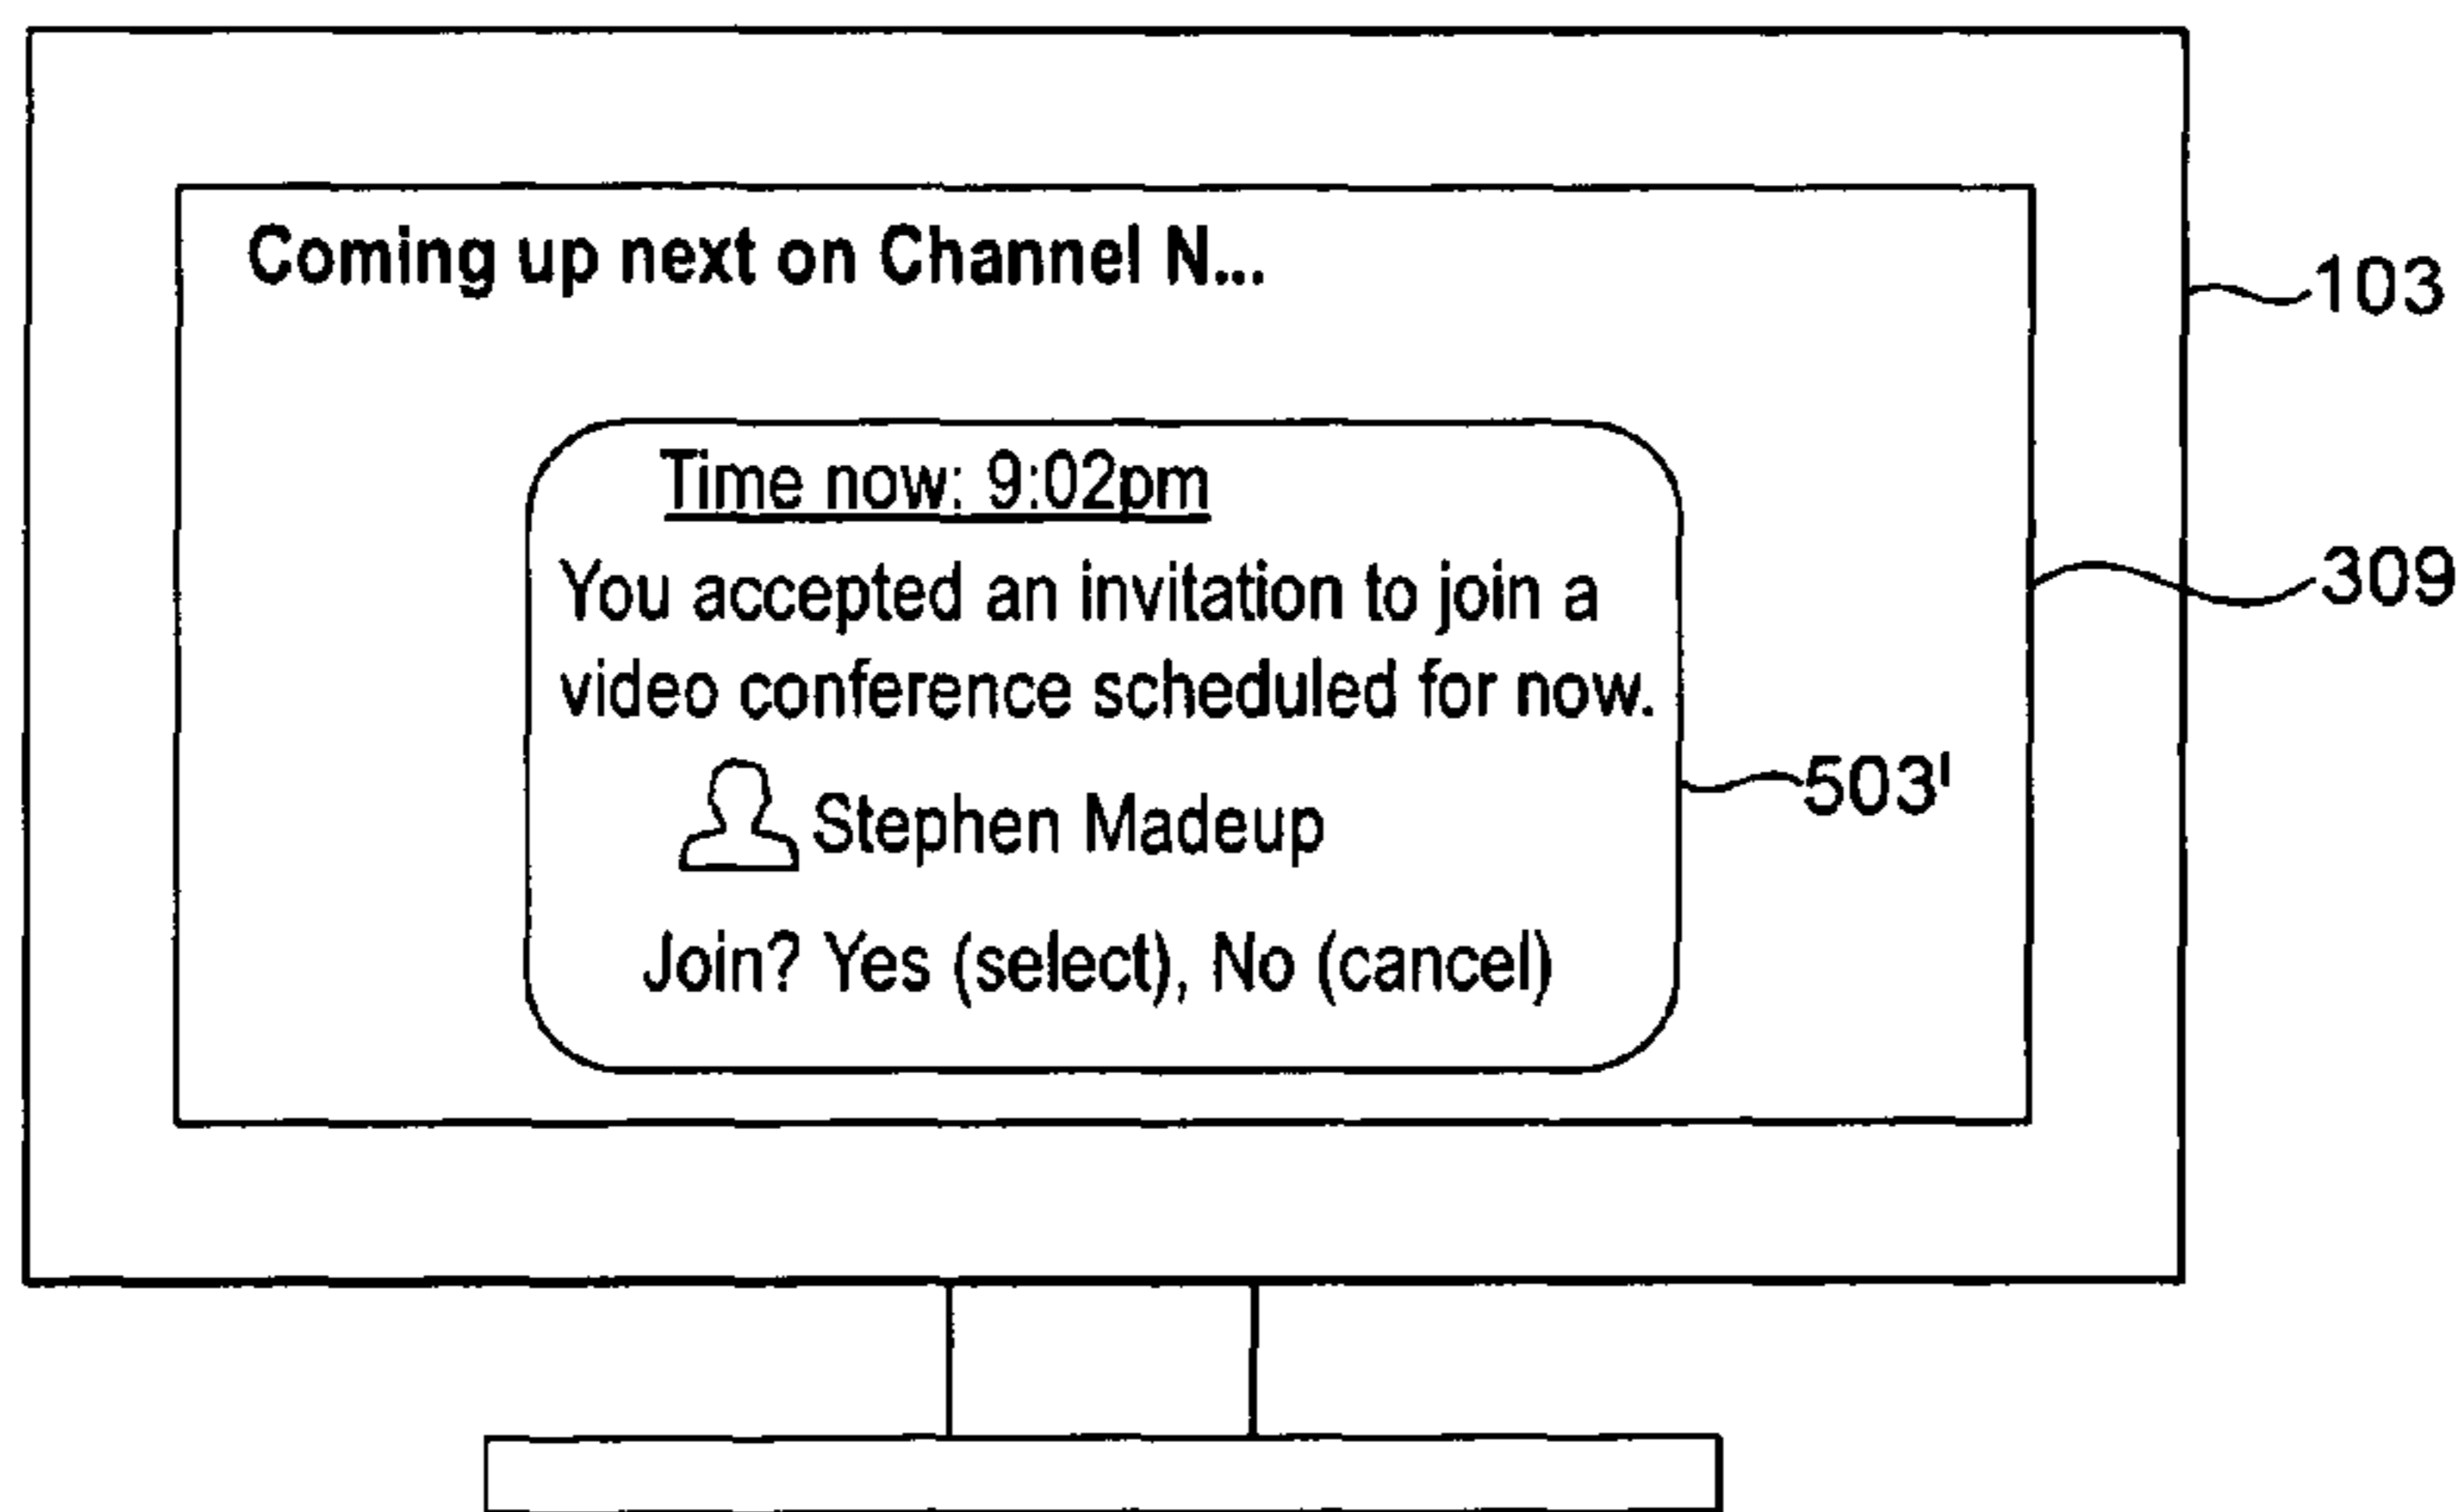 Coming up next on Channel N...
103
Time now: 9:02pm
You accepted an invitation to join a
309
video conference scheduled for now.
503'
Stephen Madeup
Join? Yes (select), No (cancel)